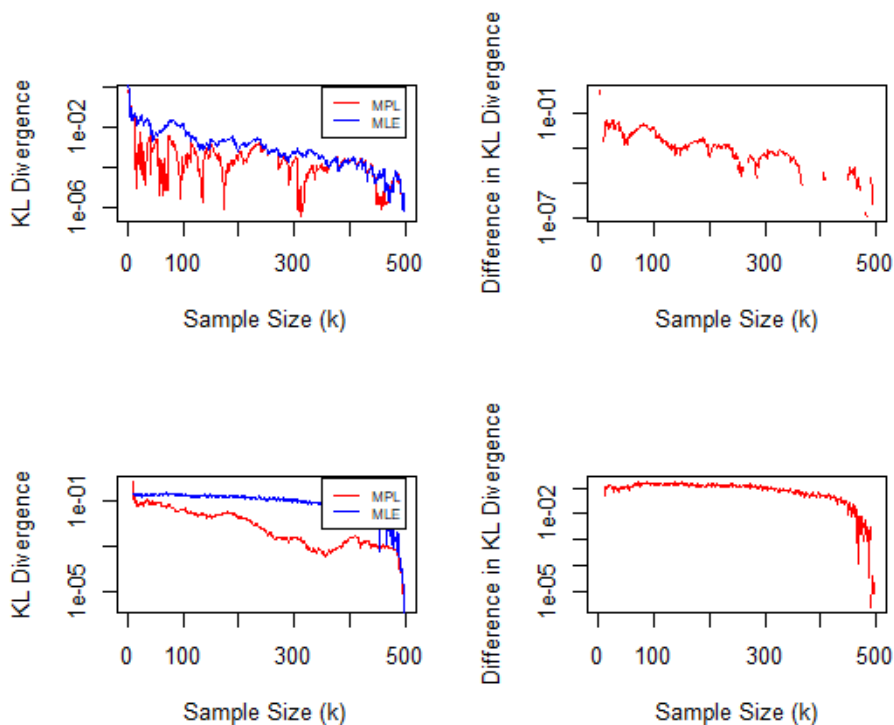 KL Divergence
1e-02
1e-06
MPL
MLE
0
100
300
500
Sample Size (k)
Difference in KL Divergence
1e-01
1e-07
0
100
300
500
Sample Size (k)
KL Divergence
1e-01
1e-05
MPL
MLE
0
100
300
500
Sample Size (k)
Difference in KL Divergence
1e-02
1e-05
0
100
300
500
Sample Size (k)